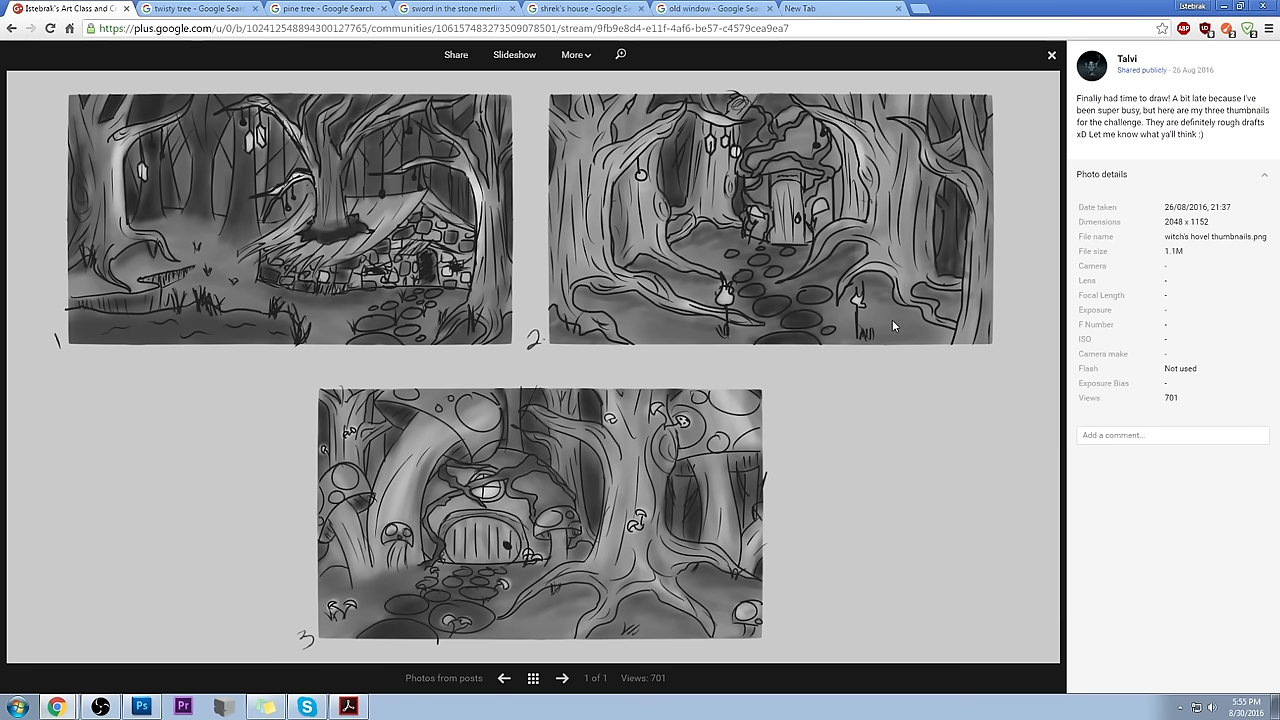 Istebrak's Art Class and Cr
twisty tree - Google Sear
pine tree - Google Search
sword in the stone merlin
shrek's house - Google Se
old window - Google Searc
New Tab
Istebrak
https://plus.google.com/u/0/b/102412548894300127765/communities/106157483273509078501/stream/9fb9e8d4-e11f-4af6-be57-c4579cea9ea7
Share
Slideshow
More
Talvi
Shared publicly - 26 Aug 2016
Finally had time to draw! A bit late because I've
been super busy, but here are my three thumbnails
for the challenge. They are definitely rough drafts
xD Let me know what ya'll think :)
Photo details
Date taken 26/08/2016, 21:37
Dimensions 2048 x 1152
File name witch's hovel thumbnails.png
File size 1.1M
Camera -
Lens -
Focal Length -
Exposure -
F Number -
ISO -
Camera make -
Flash Not used
Exposure Bias -
Views 701
Add a comment...
1
2.
3
Photos from posts
1 of 1
Views: 701
Ps
Pr
5:55 PM
8/30/2016